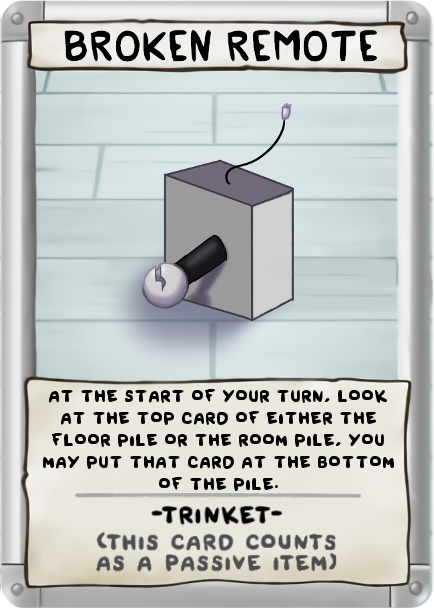 BROKEN REMOTE
AT THE START OF YOUR TURN, LOOK
AT THE TOP CARD OF EITHER THE
FLOOR PILE OR THE ROOM PILE, YOU
MAY PUT THAT CARD AT THE BOTTOM
OF THE PILE.
-TRINKET-
(THIS CARD COUNTS
AS A PASSIVE ITEM)